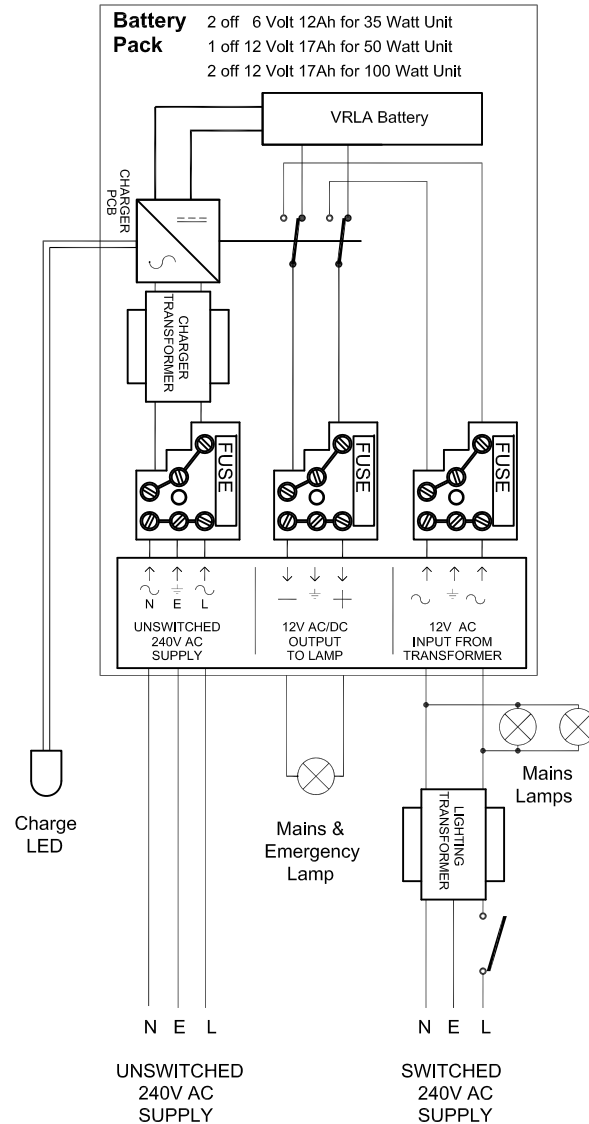 Battery Pack
2 off 6 Volt 12Ah for 35 Watt Unit
1 off 12 Volt 17Ah for 50 Watt Unit
2 off 12 Volt 17Ah for 100 Watt Unit
VRLA Battery
CHARGER
PCB
CHARGER
TRANSFORMER
FUSE
FUSE
FUSE
N E L
UNSWITCHED
240V AC
SUPPLY
12V AC/DC
OUTPUT
TO LAMP
12V AC
INPUT FROM
TRANSFORMER
Charge
LED
Mains &
Emergency
Lamp
Mains
Lamps
LIGHTING
TRANSFORMER
N E L
UNSWITCHED
240V AC
SUPPLY
N E L
SWITCHED
240V AC
SUPPLY